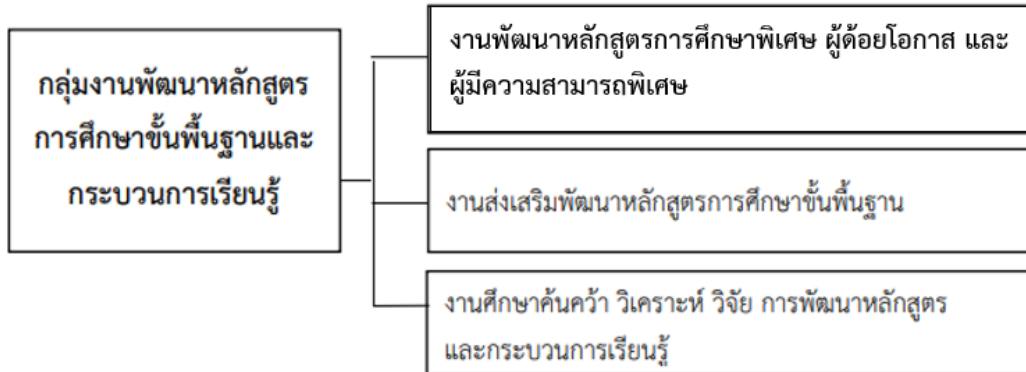 กลุ่มงานพัฒนาหลักสูตร
การศึกษาขั้นพื้นฐานและ
กระบวนการเรียนรู้
งานพัฒนาหลักสูตรการศึกษาพิเศษ ผู้ด้อยโอกาส และ
ผู้มีความสามารถพิเศษ
งานส่งเสริมพัฒนาหลักสูตรการศึกษาขั้นพื้นฐาน
งานศึกษาค้นคว้า วิเคราะห์ วิจัย การพัฒนาหลักสูตร
และกระบวนการเรียนรู้